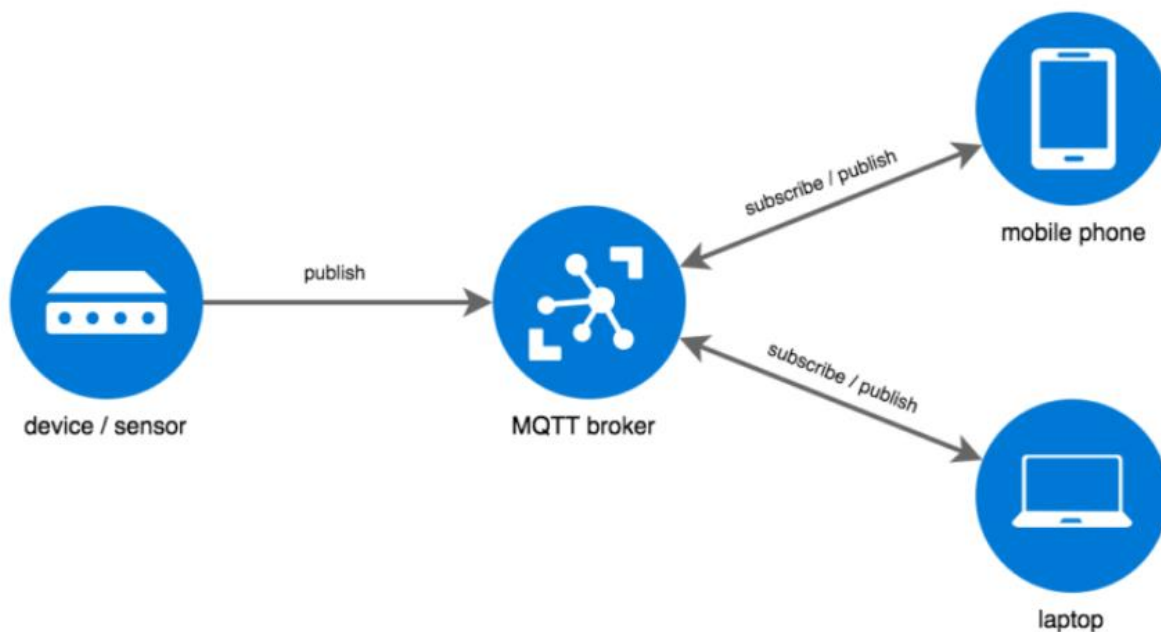 mobile phone
subscribe / publish
publish
device / sensor
MQTT broker
subscribe / publish
laptop